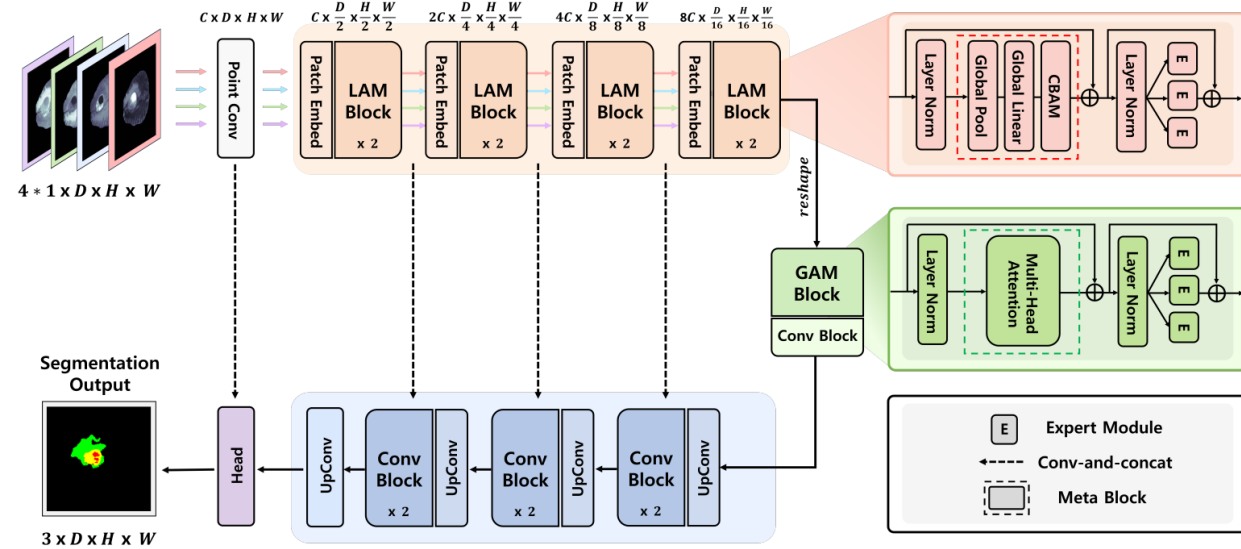 C x D x H x W
C x D/2 x H/2 x W/2
2C x D/4 x H/4 x W/4
4C x D/8 x H/8 x W/8
8C x D/16 x H/16 x W/16
4 * 1 x D x H x W
Point Conv
Patch Embed
LAM
Block
x 2
Patch Embed
LAM
Block
x 2
Patch Embed
LAM
Block
x 2
Patch Embed
LAM
Block
x 2
reshape
Layer Norm
Global Pool
Global Linear
CBAM
Layer Norm
E
E
E
GAM
Block
Conv Block
Layer Norm
Multi-Head
Attention
Layer Norm
E
E
E
Segmentation
Output
3 x D x H x W
Head
UpConv
Conv
Block
x 2
UpConv
Conv
Block
x 2
UpConv
Conv
Block
x 2
UpConv
E
Expert Module
Conv-and-concat
Meta Block